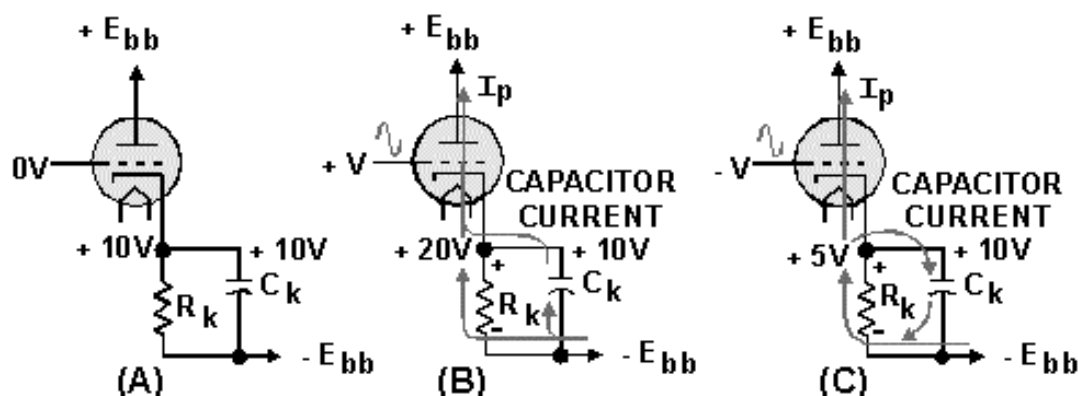 + Ebb
0V
+ 10V
+ 10V
Rk
Ck
- Ebb
(A)
+ Ebb
Ip
+ V
CAPACITOR
CURRENT
+ 20V
+ 10V
+
Rk
-
Ck
- Ebb
(B)
+ Ebb
Ip
- V
CAPACITOR
CURRENT
+ 5V
+ 10V
+
Rk
-
Ck
- Ebb
(C)